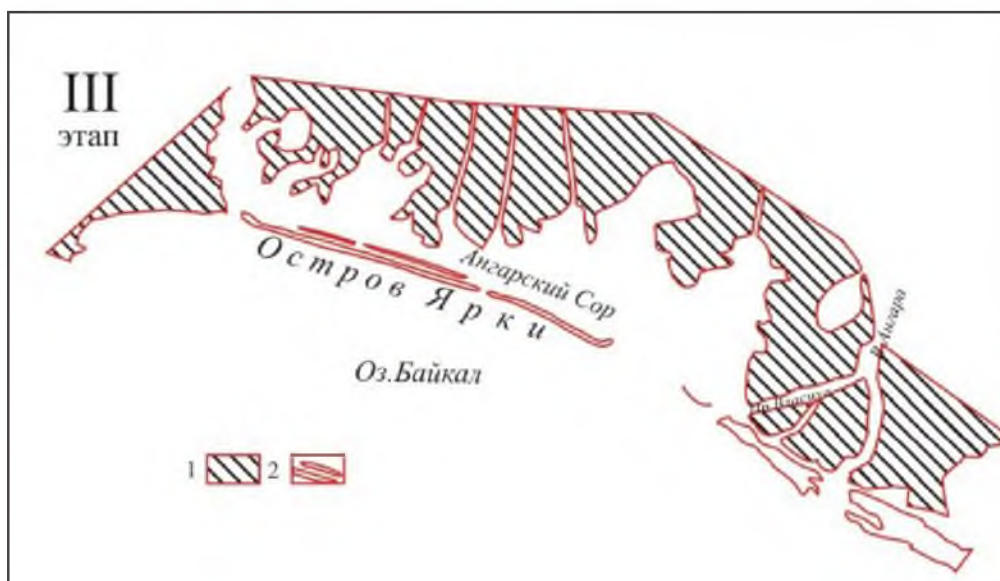 III
этап
Ангарский Сор
Остров Ярки
р.Ангара
Оз.Байкал
1
2